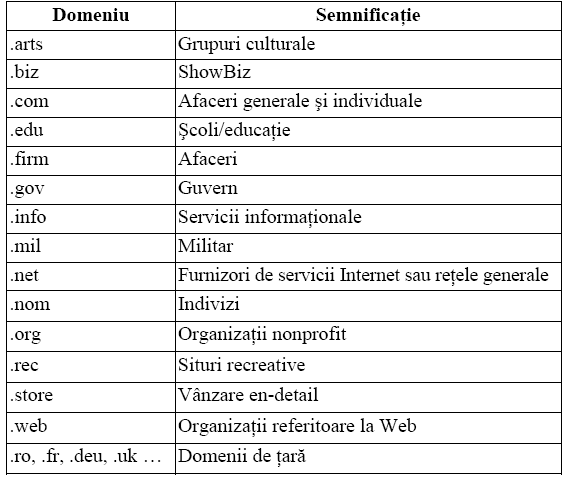 Domeniu Semnificație
.arts Grupuri culturale
.biz ShowBiz
.com Afaceri generale şi individuale
.edu Şcoli/educație
.firm Afaceri
.gov Guvern
.info Servicii informaționale
.mil Militar
.net Furnizori de servicii Internet sau rețele generale
.nom Indivizi
.org Organizații nonprofit
.rec Situri recreative
.store Vânzare en-detail
.web Organizații referitoare la Web
.ro, .fr, .deu, .uk … Domenii de țară